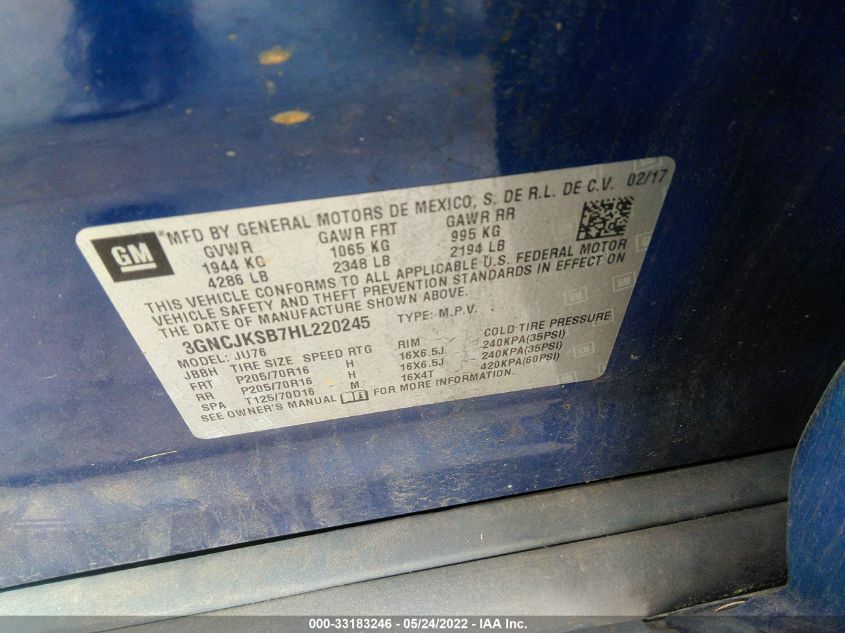 GM
®MFD BY GENERAL MOTORS DE MEXICO, S. DE R.L. DE C.V. 02/17
GVWR GAWR FRT GAWR RR
1944 KG 1065 KG 995 KG
4286 LB 2348 LB 2194 LB
THIS VEHICLE CONFORMS TO ALL APPLICABLE U.S. FEDERAL MOTOR
VEHICLE SAFETY AND THEFT PREVENTION STANDARDS IN EFFECT ON
THE DATE OF MANUFACTURE SHOWN ABOVE.
3GNCJKSB7HL220245 TYPE: M.P.V.
MODEL: JU76
JBBH TIRE SIZE SPEED RTG RIM COLD TIRE PRESSURE
FRT P205/70R16 H 16X6.5J 240KPA(35PSI)
RR P205/70R16 H 16X6.5J 240KPA(35PSI)
SPA T125/70D16 M 16X4T 420KPA(60PSI)
SEE OWNER'S MANUAL FOR MORE INFORMATION.
000-33183246 - 05/24/2022 - IAA Inc.